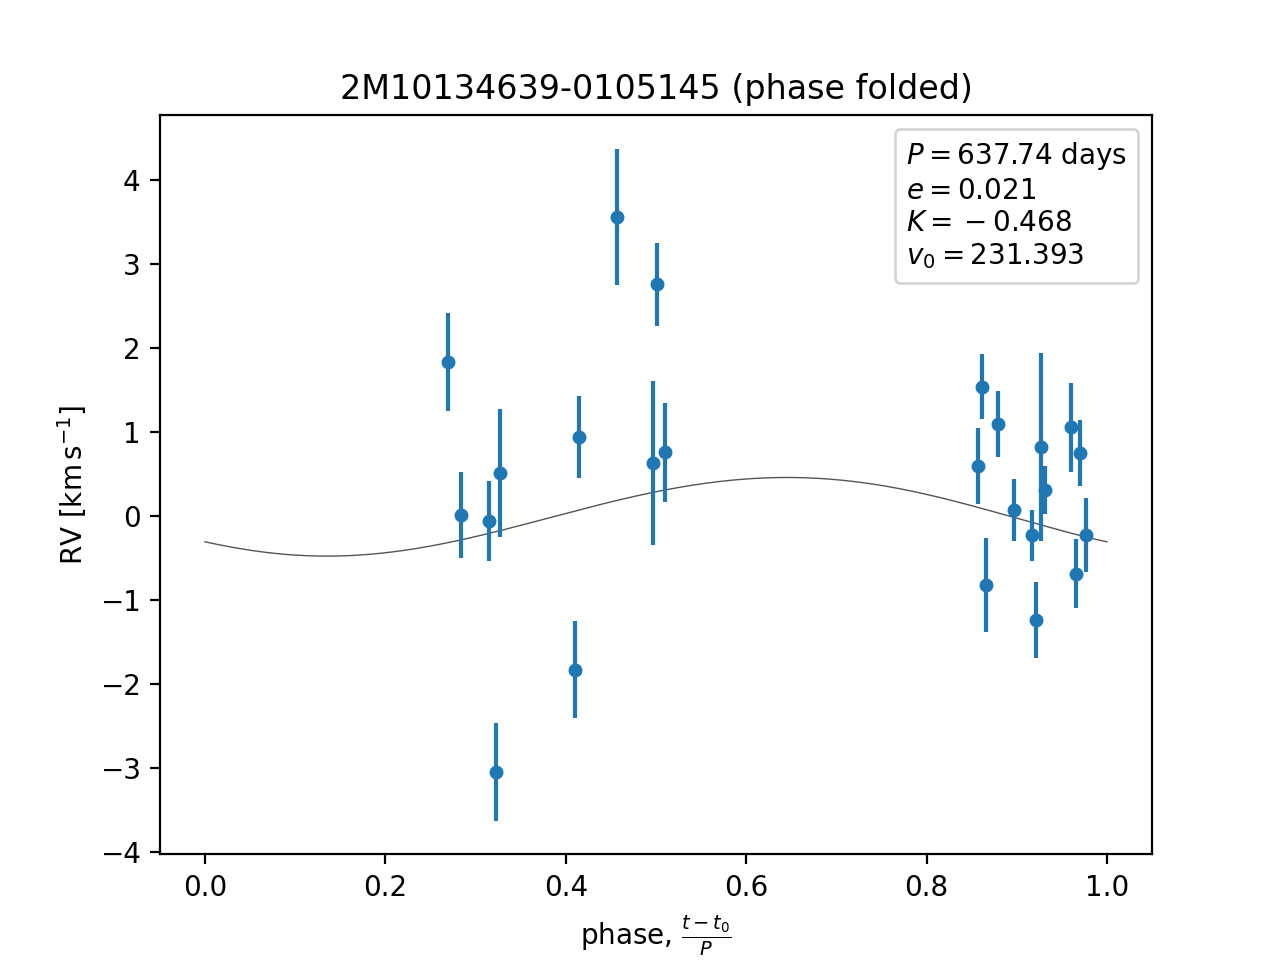 2M10134639-0105145 (phase folded)
P = 637.74 days
e = 0.021
K = −0.468
v₀ = 231.393
RV [km s⁻¹]
4
3
2
1
0
−1
−2
−3
−4
0.0 0.2 0.4 0.6 0.8 1.0
phase, (t − t₀)/P